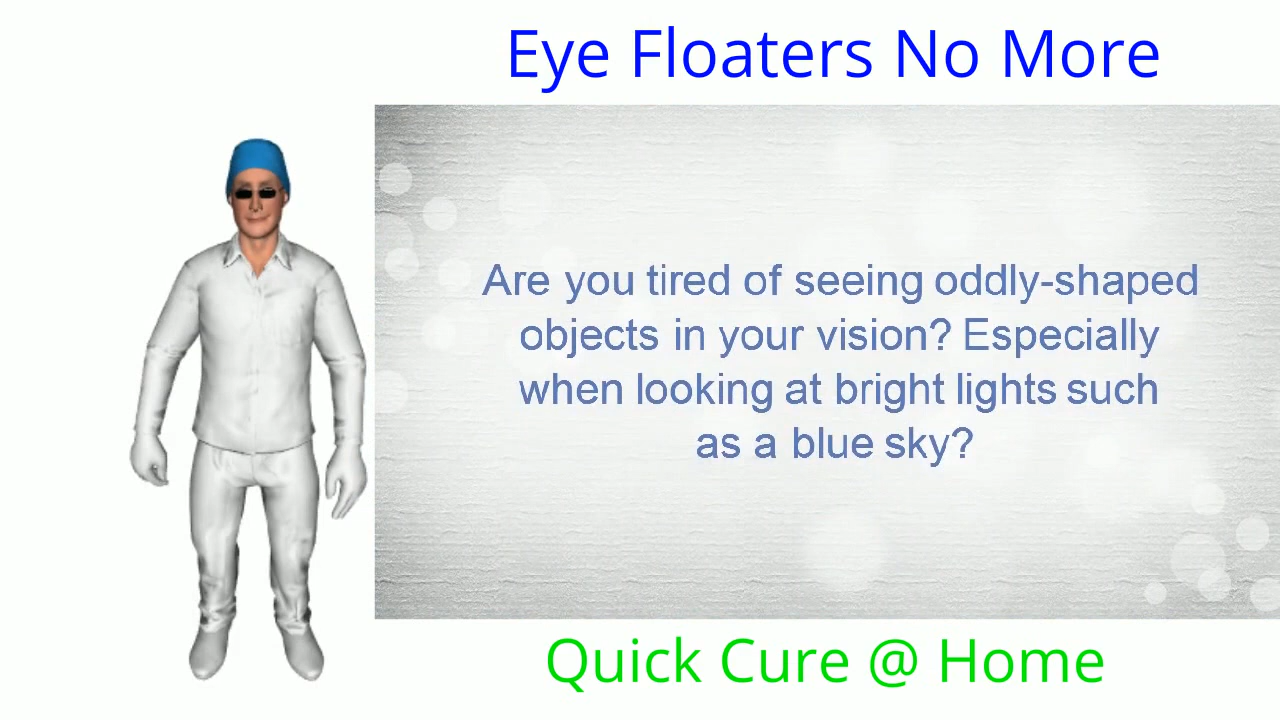 Eye Floaters No More
Are you tired of seeing oddly-shaped
objects in your vision? Especially
when looking at bright lights such
as a blue sky?
Quick Cure @ Home